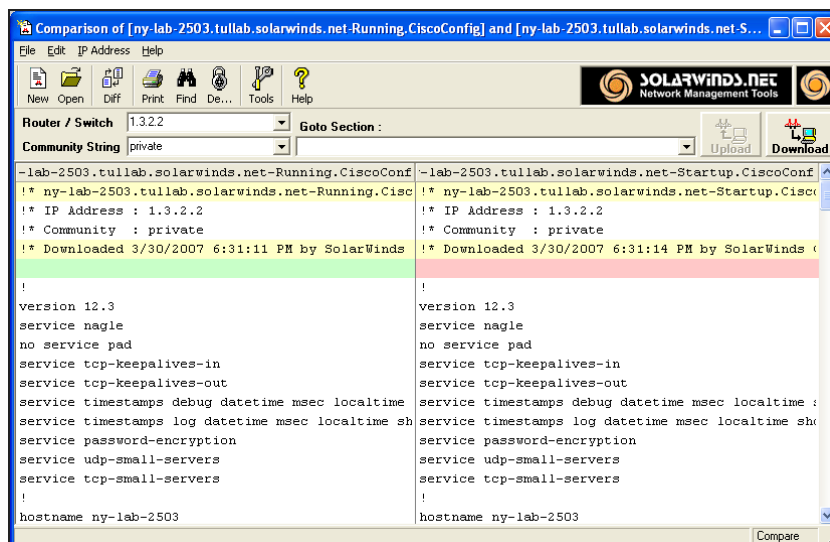 Comparison of [ny-lab-2503.tullab.solarwinds.net-Running.CiscoConfig] and [ny-lab-2503.tullab.solarwinds.net-S...
File Edit IP Address Help
New Open Diff Print Find De... Tools Help
SOLARWINDS.NET
Network Management Tools
Router / Switch 1.3.2.2 Goto Section :
Community String private
Upload Download
-lab-2503.tullab.solarwinds.net-Running.CiscoConf -lab-2503.tullab.solarwinds.net-Startup.CiscoConf
!* ny-lab-2503.tullab.solarwinds.net-Running.Cisc !* ny-lab-2503.tullab.solarwinds.net-Startup.Cisc
!* IP Address : 1.3.2.2 !* IP Address : 1.3.2.2
!* Community : private !* Community : private
!* Downloaded 3/30/2007 6:31:11 PM by SolarWinds !* Downloaded 3/30/2007 6:31:14 PM by SolarWinds
! !
version 12.3 version 12.3
service nagle service nagle
no service pad no service pad
service tcp-keepalives-in service tcp-keepalives-in
service tcp-keepalives-out service tcp-keepalives-out
service timestamps debug datetime msec localtime service timestamps debug datetime msec localtime
service timestamps log datetime msec localtime sh service timestamps log datetime msec localtime sh
service password-encryption service password-encryption
service udp-small-servers service udp-small-servers
service tcp-small-servers service tcp-small-servers
! !
hostname ny-lab-2503 hostname ny-lab-2503
Compare